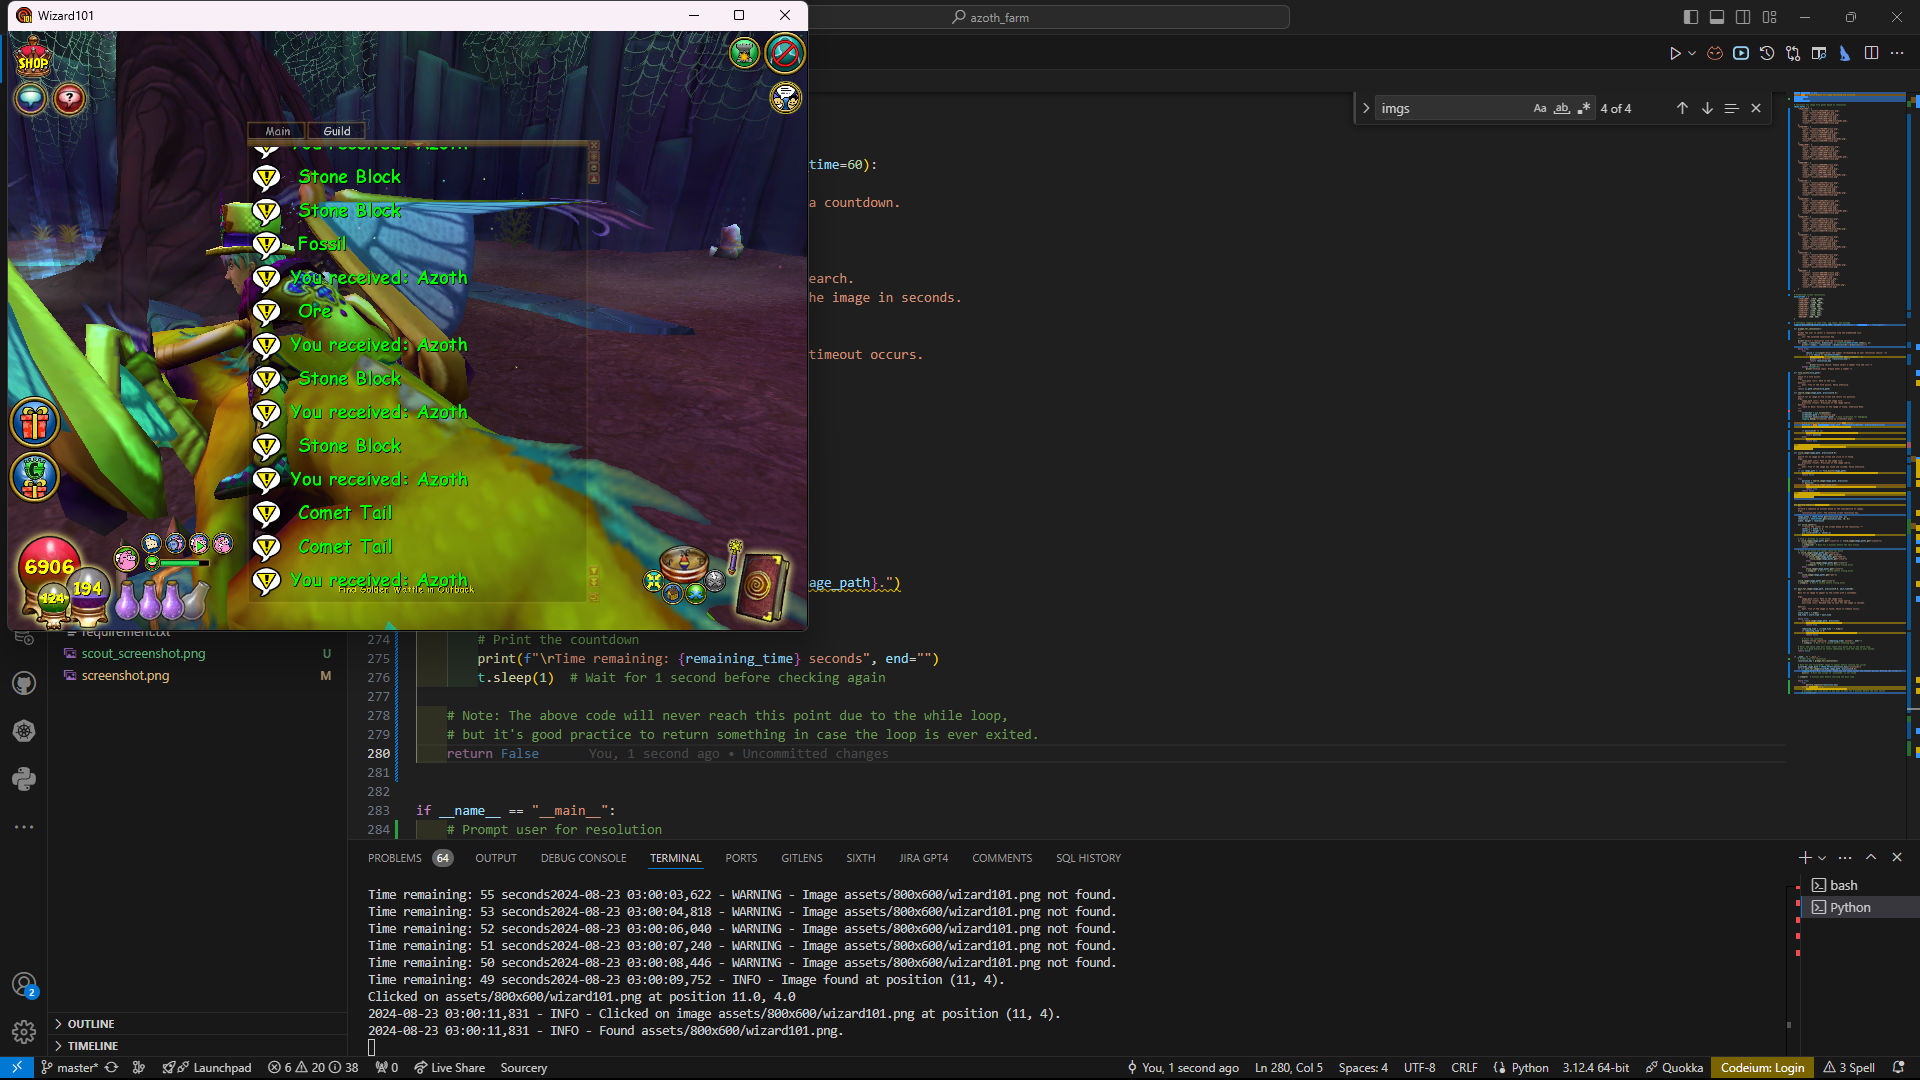 Wizard101
azoth_farm
SHOP
Main
Guild
You received: Azoth
Stone Block
Stone Block
Fossil
You received: Azoth
Ore
You received: Azoth
Stone Block
You received: Azoth
Stone Block
You received: Azoth
Comet Tail
Comet Tail
You received: Azoth
Find Golden Wattle in Outback
6906
194
124
imgs
Aa
ab
4 of 4
time=60):
a countdown.
earch.
he image in seconds.
timeout occurs.
age_path}.")
requirement.txt
scout_screenshot.png U
screenshot.png M
OUTLINE
TIMELINE
2
274 # Print the countdown
275 print(f"\rTime remaining: {remaining_time} seconds", end="")
276 t.sleep(1)  # Wait for 1 second before checking again
277
278 # Note: The above code will never reach this point due to the while loop,
279 # but it's good practice to return something in case the loop is ever exited.
280 return False You, 1 second ago • Uncommitted changes
281
282
283 if __name__ == "__main__":
284 # Prompt user for resolution
PROBLEMS 64 OUTPUT DEBUG CONSOLE TERMINAL PORTS GITLENS SIXTH JIRA GPT4 COMMENTS SQL HISTORY
Time remaining: 55 seconds2024-08-23 03:00:03,622 - WARNING - Image assets/800x600/wizard101.png not found.
Time remaining: 53 seconds2024-08-23 03:00:04,818 - WARNING - Image assets/800x600/wizard101.png not found.
Time remaining: 52 seconds2024-08-23 03:00:06,040 - WARNING - Image assets/800x600/wizard101.png not found.
Time remaining: 51 seconds2024-08-23 03:00:07,240 - WARNING - Image assets/800x600/wizard101.png not found.
Time remaining: 50 seconds2024-08-23 03:00:08,446 - WARNING - Image assets/800x600/wizard101.png not found.
Time remaining: 49 seconds2024-08-23 03:00:09,752 - INFO - Image found at position (11, 4).
Clicked on assets/800x600/wizard101.png at position 11.0, 4.0
2024-08-23 03:00:11,831 - INFO - Clicked on image assets/800x600/wizard101.png at position (11, 4).
2024-08-23 03:00:11,831 - INFO - Found assets/800x600/wizard101.png.
bash
Python
master* Launchpad 6 20 38 0 Live Share Sourcery You, 1 second ago Ln 280, Col 5 Spaces: 4 UTF-8 CRLF Python 3.12.4 64-bit Quokka Codeium: Login 3 Spell